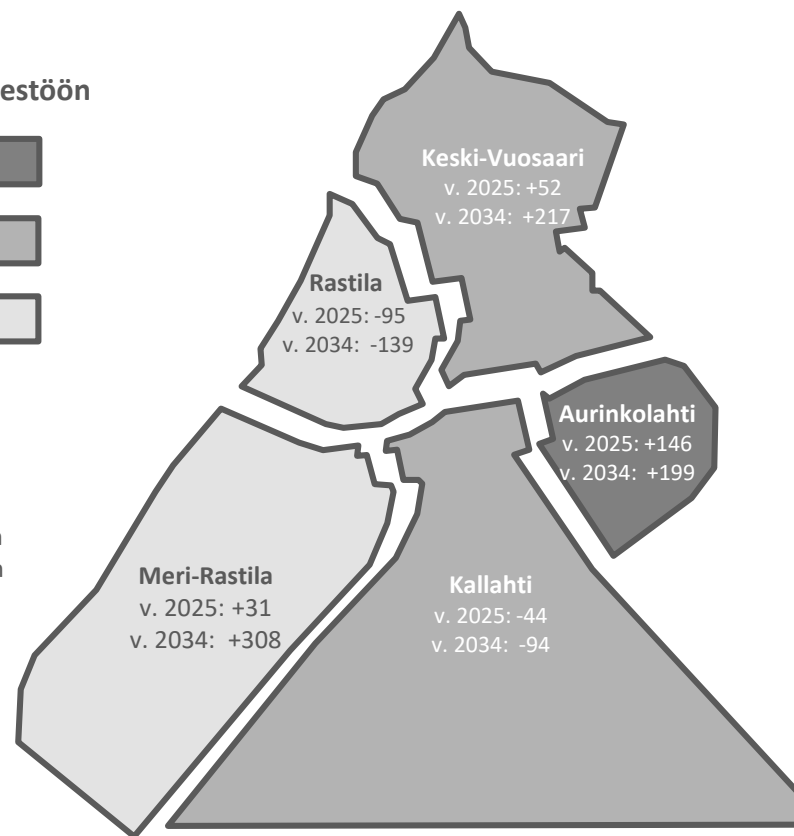 estöön
Keski-Vuosaari
v. 2025: +52
v. 2034: +217
Rastila
v. 2025: -95
v. 2034: -139
Aurinkolahti
v. 2025: +146
v. 2034: +199
Meri-Rastila
v. 2025: +31
v. 2034: +308
Kallahti
v. 2025: -44
v. 2034: -94